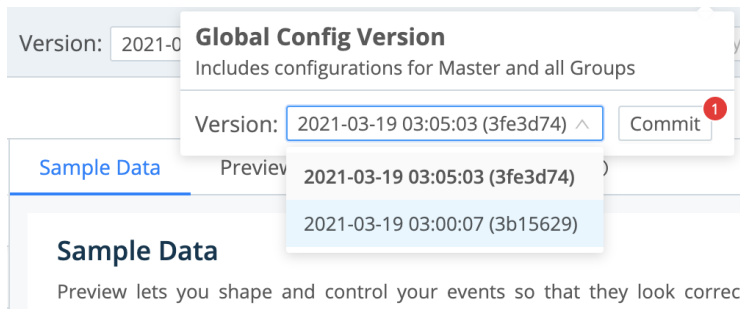 Version: 2021-0
Global Config Version
Includes configurations for Master and all Groups
Version: 2021-03-19 03:05:03 (3fe3d74) Commit 1
2021-03-19 03:05:03 (3fe3d74)
2021-03-19 03:00:07 (3b15629)
Sample Data Preview
Sample Data
Preview lets you shape and control your events so that they look correc